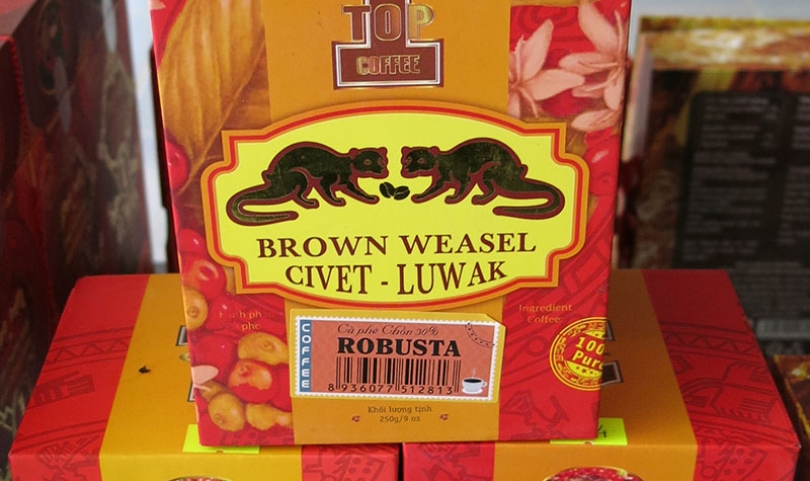 TOP
COFFEE
BROWN WEASEL
CIVET - LUWAK
Ingredient
Coffee
COFFEE
Cà phê Chồn 30%
ROBUSTA
8 936077 512813
100%
Pure
Khối lượng tịnh
250g/9 oz